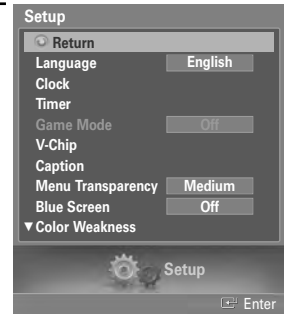 Setup
Return
Language English
Clock
Timer
Game Mode Off
V-Chip
Caption
Menu Transparency Medium
Blue Screen Off
▼ Color Weakness
Setup
Enter